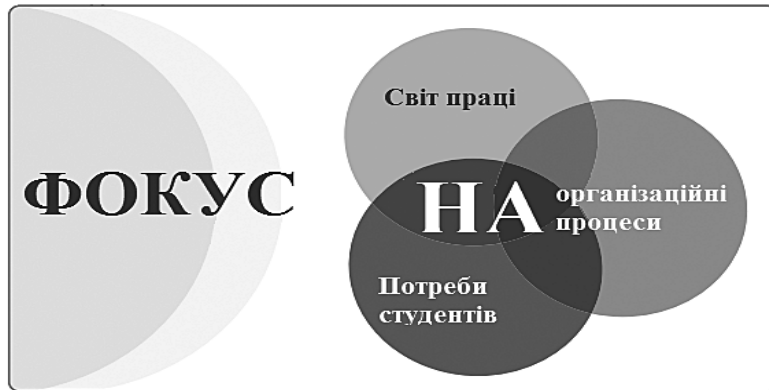 ФОКУС
НА
Світ праці
організаційні
процеси
Потреби
студентів